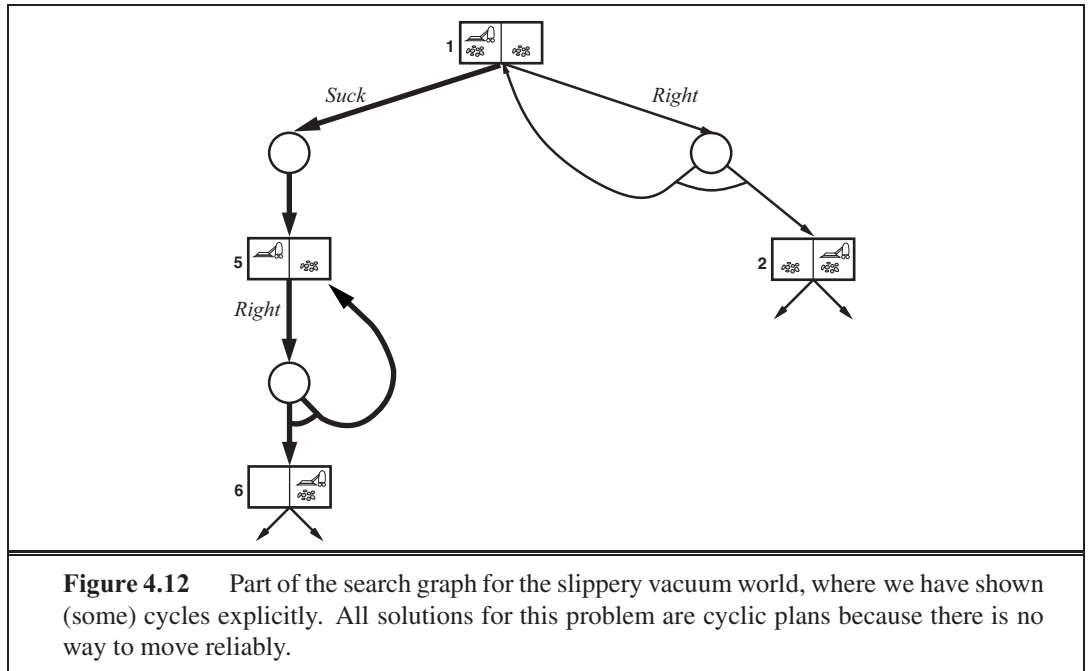 1
Suck
Right
5
2
Right
6
Figure 4.12 Part of the search graph for the slippery vacuum world, where we have shown
(some) cycles explicitly. All solutions for this problem are cyclic plans because there is no
way to move reliably.